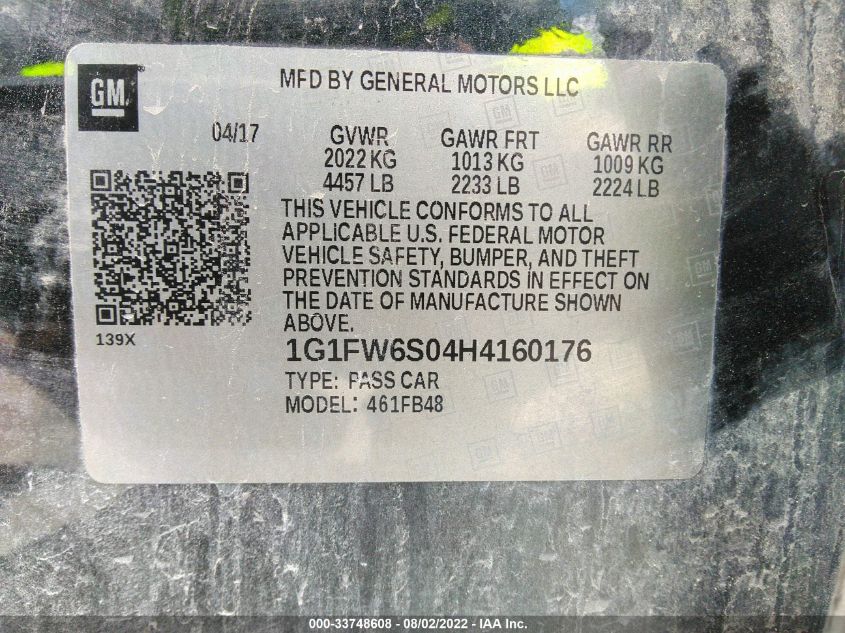 GM
MFD BY GENERAL MOTORS LLC
04/17
GVWR GAWR FRT GAWR RR
2022 KG 1013 KG 1009 KG
4457 LB 2233 LB 2224 LB
THIS VEHICLE CONFORMS TO ALL
APPLICABLE U.S. FEDERAL MOTOR
VEHICLE SAFETY, BUMPER, AND THEFT
PREVENTION STANDARDS IN EFFECT ON
THE DATE OF MANUFACTURE SHOWN
ABOVE.
139X
1G1FW6S04H4160176
TYPE: PASS CAR
MODEL: 461FB48
000-33748608 - 08/02/2022 - IAA Inc.